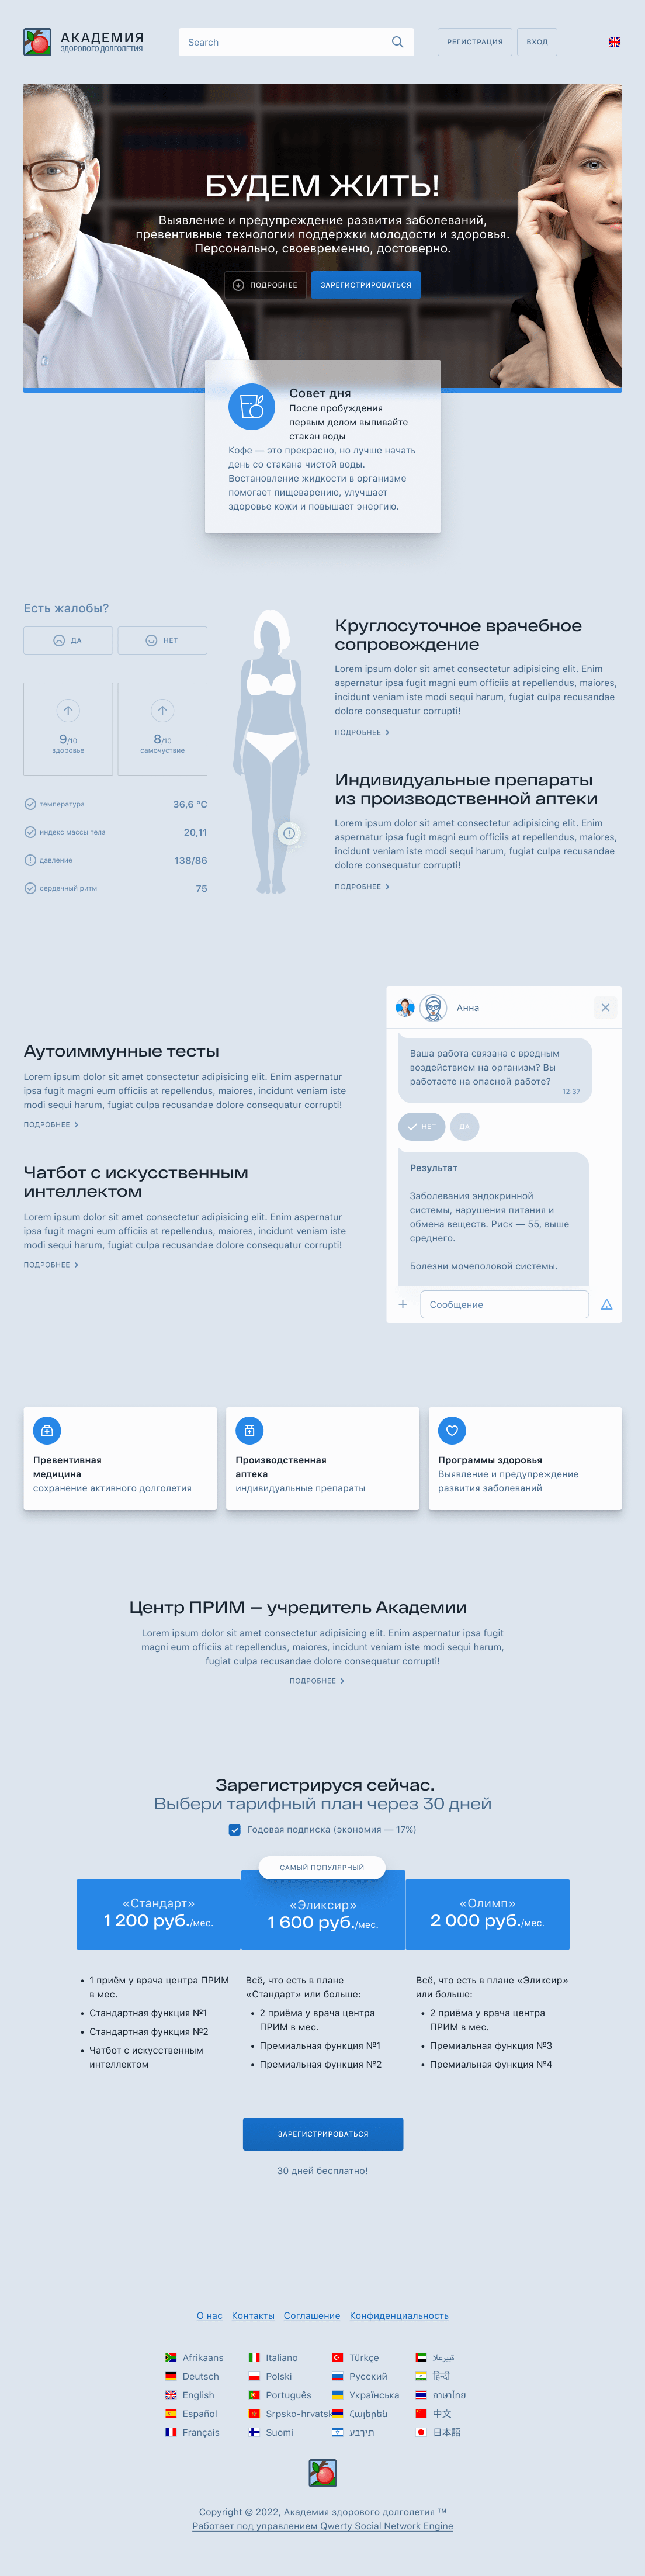 АКАДЕМИЯ
ЗДОРОВОГО ДОЛГОЛЕТИЯ
Search
РЕГИСТРАЦИЯ
ВХОД
БУДЕМ ЖИТЬ!
Выявление и предупреждение развития заболеваний,
превентивные технологии поддержки молодости и здоровья.
Персонально, своевременно, достоверно.
ПОДРОБНЕЕ
ЗАРЕГИСТРИРОВАТЬСЯ
Совет дня
После пробуждения
первым делом выпивайте
стакан воды
Кофе — это прекрасно, но лучше начать
день со стакана чистой воды.
Востановление жидкости в организме
помогает пищеварению, улучшает
здоровье кожи и повышает энергию.
Есть жалобы?
ДА
НЕТ
9/10
здоровье
8/10
самочуствие
температура
36,6 °C
индекс массы тела
20,11
давление
138/86
сердечный ритм
75
Круглосуточное врачебное
сопровождение
Lorem ipsum dolor sit amet consectetur adipisicing elit. Enim
aspernatur ipsa fugit magni eum officiis at repellendus, maiores,
incidunt veniam iste modi sequi harum, fugiat culpa recusandae
dolore consequatur corrupti!
ПОДРОБНЕЕ
Индивидуальные препараты
из производственной аптеки
Lorem ipsum dolor sit amet consectetur adipisicing elit. Enim
aspernatur ipsa fugit magni eum officiis at repellendus, maiores,
incidunt veniam iste modi sequi harum, fugiat culpa recusandae
dolore consequatur corrupti!
ПОДРОБНЕЕ
Аутоиммунные тесты
Lorem ipsum dolor sit amet consectetur adipisicing elit. Enim aspernatur
ipsa fugit magni eum officiis at repellendus, maiores, incidunt veniam iste
modi sequi harum, fugiat culpa recusandae dolore consequatur corrupti!
ПОДРОБНЕЕ
Чатбот с искусственным
интеллектом
Lorem ipsum dolor sit amet consectetur adipisicing elit. Enim aspernatur
ipsa fugit magni eum officiis at repellendus, maiores, incidunt veniam iste
modi sequi harum, fugiat culpa recusandae dolore consequatur corrupti!
ПОДРОБНЕЕ
Анна
Ваша работа связана с вредным
воздействием на организм? Вы
работаете на опасной работе?
12:37
НЕТ
ДА
Результат
Заболевания эндокринной
системы, нарушения питания и
обмена веществ. Риск — 55, выше
среднего.
Болезни мочеполовой системы.
Сообщение
Превентивная
медицина
сохранение активного долголетия
Производственная
аптека
индивидуальные препараты
Программы здоровья
Выявление и предупреждение
развития заболеваний
Центр ПРИМ — учредитель Академии
Lorem ipsum dolor sit amet consectetur adipisicing elit. Enim aspernatur ipsa fugit
magni eum officiis at repellendus, maiores, incidunt veniam iste modi sequi harum,
fugiat culpa recusandae dolore consequatur corrupti!
ПОДРОБНЕЕ
Зарегистрируся сейчас.
Выбери тарифный план через 30 дней
Годовая подписка (экономия — 17%)
САМЫЙ ПОПУЛЯРНЫЙ
«Стандарт»
1 200 руб./мес.
«Эликсир»
1 600 руб./мес.
«Олимп»
2 000 руб./мес.
• 1 приём у врача центра ПРИМ
в мес.
• Стандартная функция №1
• Стандартная функция №2
• Чатбот с искусственным
интеллектом
Всё, что есть в плане
«Стандарт» или больше:
• 2 приёма у врача центра
ПРИМ в мес.
• Премиальная функция №1
• Премиальная функция №2
Всё, что есть в плане «Эликсир»
или больше:
• 2 приёма у врача центра
ПРИМ в мес.
• Премиальная функция №3
• Премиальная функция №4
ЗАРЕГИСТРИРОВАТЬСЯ
30 дней бесплатно!
О нас Контакты Соглашение Конфиденциальность
Afrikaans
Deutsch
English
Español
Français
Italiano
Polski
Português
Srpsko-hrvatsk
Suomi
Türkçe
Русский
Українська
Հայերեն
עברית
हिन्दी
ภาษาไทย
中文
日本語
Copyright © 2022, Академия здорового долголетия ™
Работает под управлением Qwerty Social Network Engine